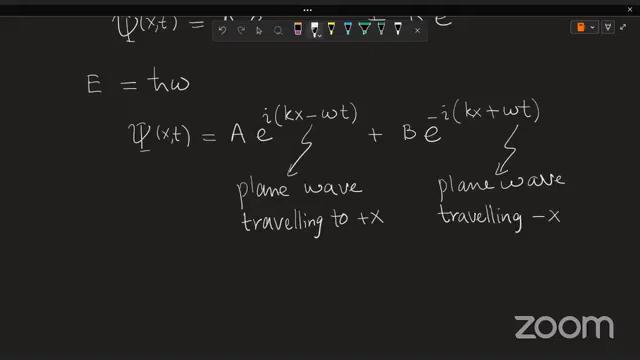 Ψ(x,t) =
E = ħω
Ψ(x,t) = A e^{i(kx-ωt)} + B e^{-i(kx+ωt)}
plane wave travelling to +x
plane wave travelling -x
zoom